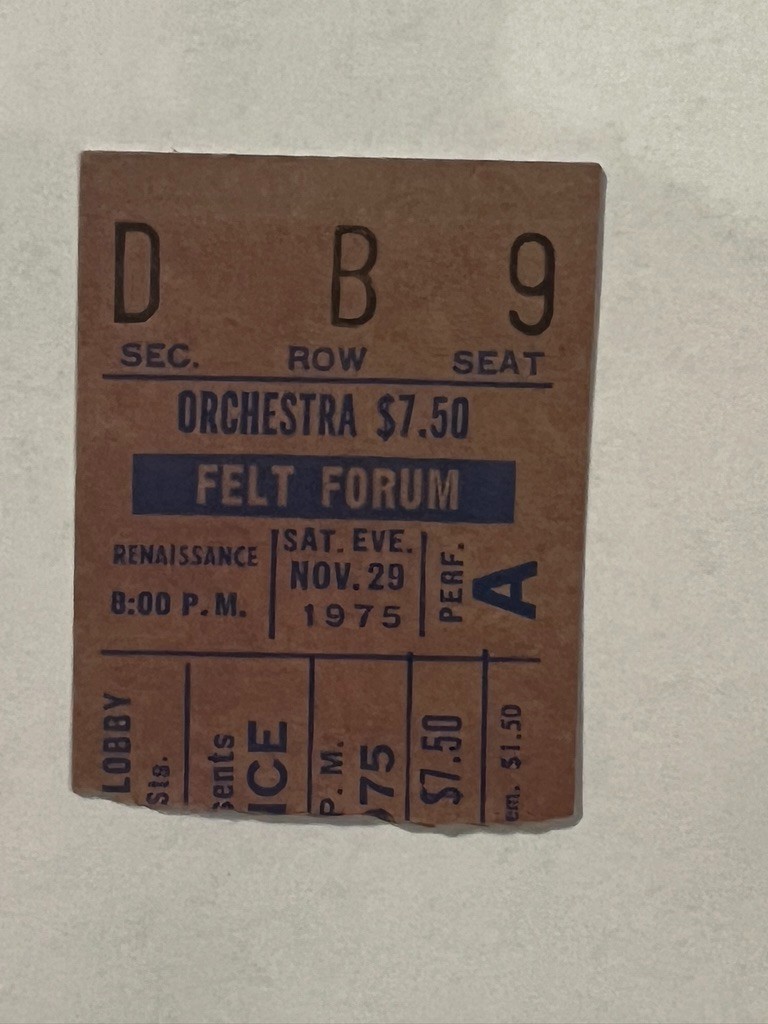 D B 9
SEC. ROW SEAT
ORCHESTRA $7.50
FELT FORUM
RENAISSANCE
8:00 P.M.
SAT. EVE.
NOV. 29
1975
PERF.
A
LOBBY
Sts.
sents
ICE
P.M.
75
$7.50
em. $1.50